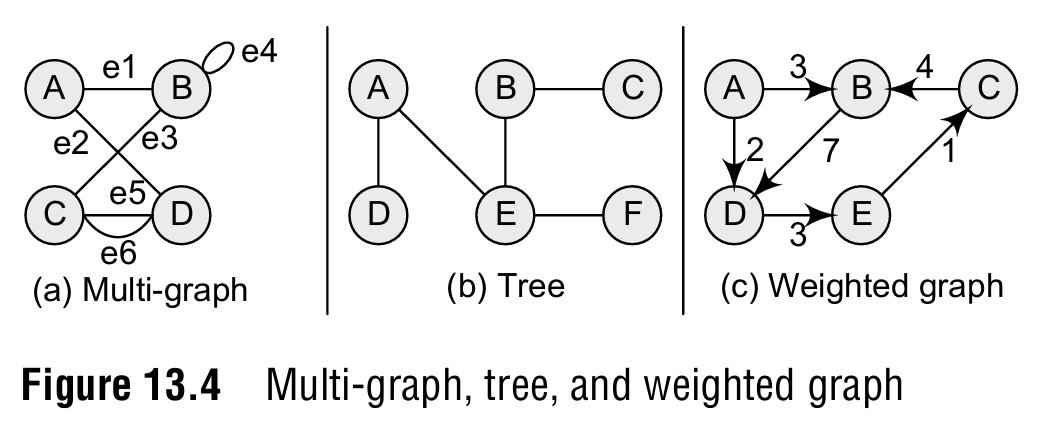 A e1 B e4
e2 e3
C e5 D
e6
(a) Multi-graph
A B C
D E F
(b) Tree
A 3 B 4 C
2 7 1
D 3 E
(c) Weighted graph
Figure 13.4 Multi-graph, tree, and weighted graph